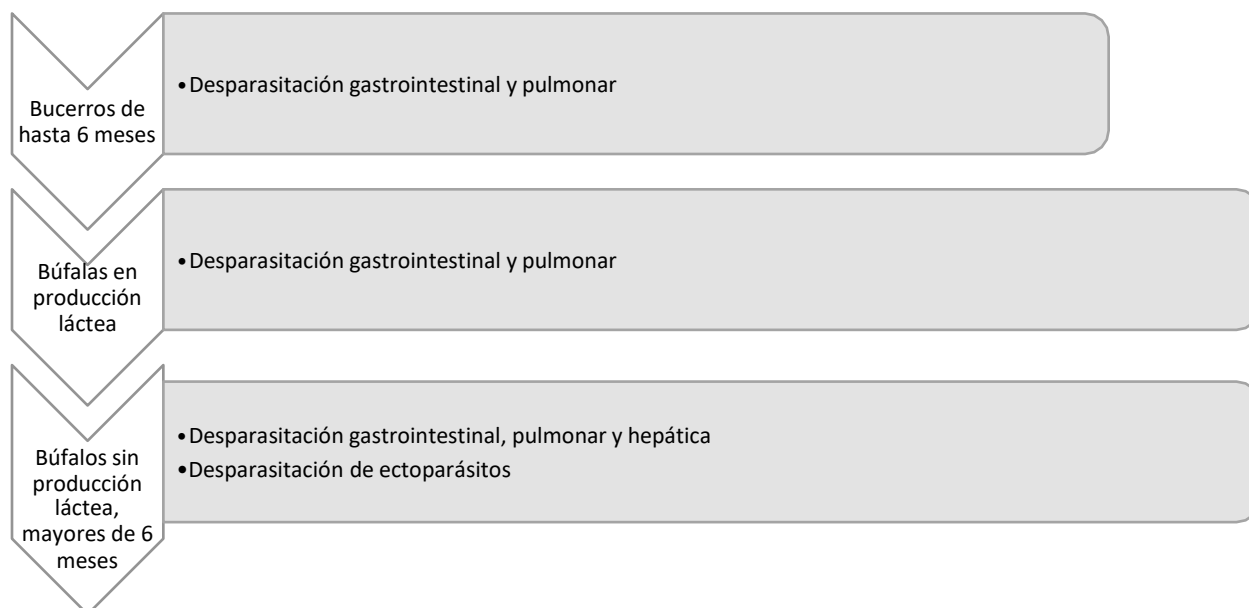 Bucerros de
hasta 6 meses
•Desparasitación gastrointestinal y pulmonar
Búfalas en
producción
láctea
•Desparasitación gastrointestinal y pulmonar
Búfalos sin
producción
láctea,
mayores de 6
meses
•Desparasitación gastrointestinal, pulmonar y hepática
•Desparasitación de ectoparásitos